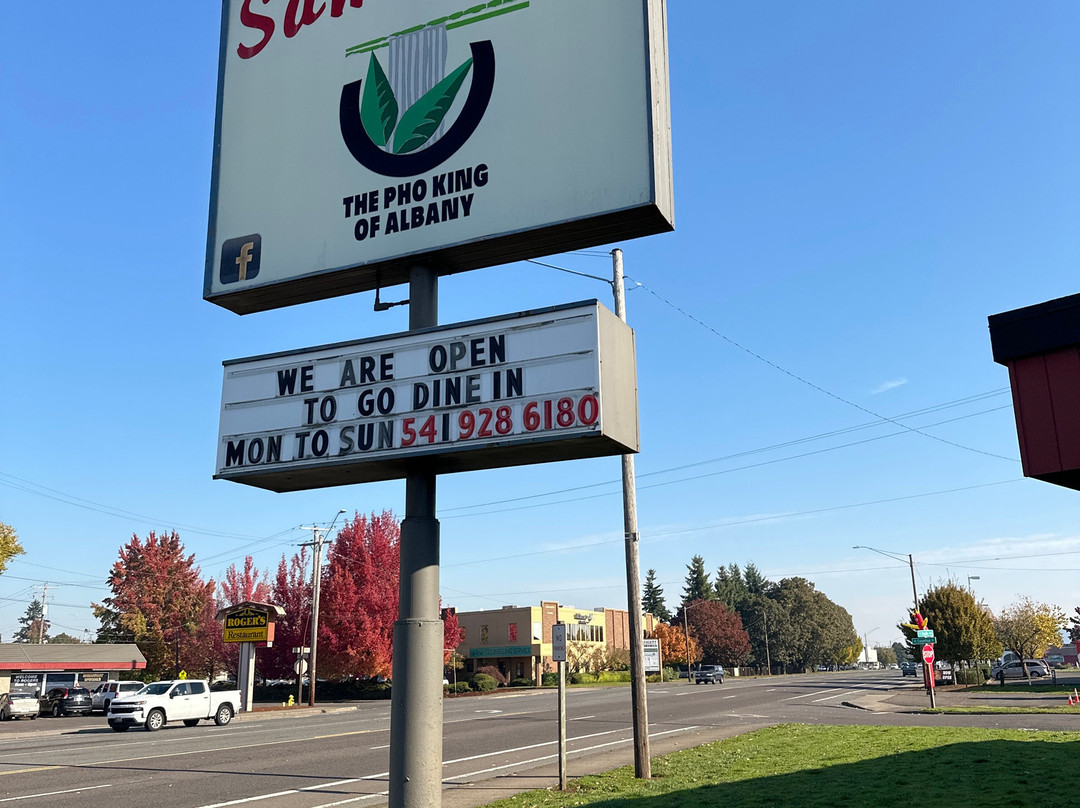 THE PHO KING
OF ALBANY
f
WE ARE OPEN
TO GO DINE IN
MON TO SUN 541 928 6180
ROGER'S
Restaurant